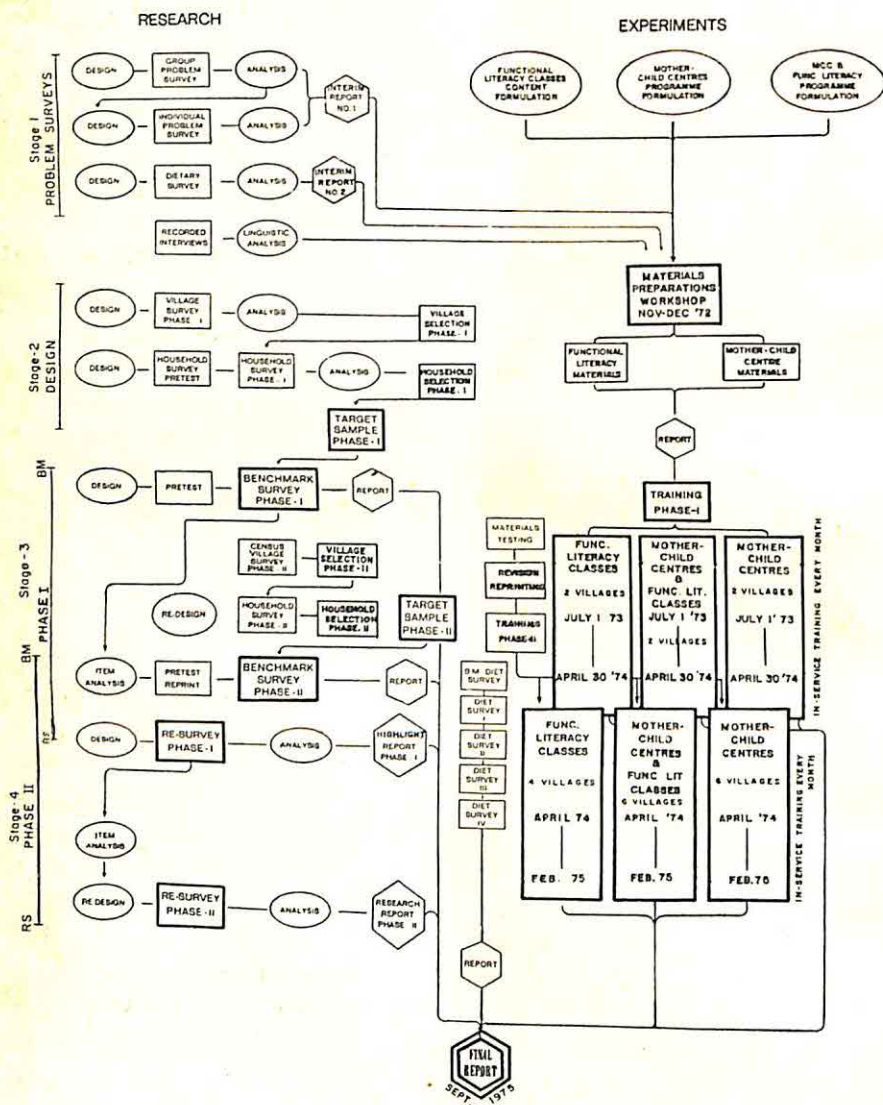 RESEARCH
EXPERIMENTS
Stage 1
PROBLEM SURVEYS
DESIGN
GROUP
PROBLEM
SURVEY
ANALYSIS
INTERIM
REPORT
NO.1
DESIGN
INDIVIDUAL
PROBLEM
SURVEY
ANALYSIS
DESIGN
DIETARY
SURVEY
ANALYSIS
INTERIM
REPORT
NO.2
RECORDED
INTERVIEWS
LINGUISTIC
ANALYSIS
FUNCTIONAL
LITERACY CLASSES
CONTENT
FORMULATION
MOTHER-
CHILD CENTRES
PROGRAMME
FORMULATION
MCC &
FUNC LITERACY
PROGRAMME
FORMULATION
MATERIALS
PREPARATIONS
WORKSHOP
NOV-DEC '72
FUNCTIONAL
LITERACY
MATERIALS
MOTHER-CHILD
CENTRE
MATERIALS
REPORT
TRAINING
PHASE-I
Stage-2
DESIGN
DESIGN
VILLAGE
SURVEY
PHASE I
ANALYSIS
VILLAGE
SELECTION
PHASE-I
DESIGN
HOUSEHOLD
SURVEY
PRETEST
HOUSEHOLD
SURVEY
PHASE-I
ANALYSIS
HOUSEHOLD
SELECTION
PHASE-I
TARGET
SAMPLE
PHASE-I
BM
Stage-3
PHASE I
DESIGN
PRETEST
BENCHMARK
SURVEY
PHASE-I
REPORT
CENSUS
VILLAGE
SURVEY
PHASE II
VILLAGE
SELECTION
PHASE-II
RE-DESIGN
HOUSEHOLD
SURVEY
PHASE-II
HOUSEHOLD
SELECTION
PHASE II
TARGET
SAMPLE
PHASE-II
BM
ITEM
ANALYSIS
PRETEST
REPRINT
BENCHMARK
SURVEY
PHASE-II
REPORT
Stage-4
PHASE II
DESIGN
RE-SURVEY
PHASE-I
ANALYSIS
HIGHLIGHT
REPORT
PHASE I
ITEM
ANALYSIS
RS
RE DESIGN
RE-SURVEY
PHASE-II
ANALYSIS
RESEARCH
REPORT
PHASE II
MATERIALS
TESTING
REVISION
REPRINTING
TRAINING
PHASE-II
B.M. DIET
SURVEY
DIET
SURVEY I
DIET
SURVEY
II
DIET
SURVEY
III
DIET
SURVEY
IV
REPORT
FUNC.
LITERACY
CLASSES
2 VILLAGES
JULY 1 '73
APRIL 30 '74
MOTHER-
CHILD
CENTRES
&
FUNC. LIT.
CLASSES
JULY 1 '73
2 VILLAGES
APRIL 30 '74
MOTHER-
CHILD
CENTRES
2 VILLAGES
JULY 1 '73
APRIL 30 '74
IN-SERVICE TRAINING EVERY MONTH
FUNC.
LITERACY
CLASSES
4 VILLAGES
APRIL 74
FEB. 75
MOTHER-
CHILD
CENTRES
&
FUNC LIT
CLASSES
6 VILLAGES
APRIL '74
FEB. 75
MOTHER-
CHILD
CENTRES
6 VILLAGES
APRIL '74
IN-SERVICE TRAINING EVERY
MONTH
FINAL
REPORT
SEPT. 1975